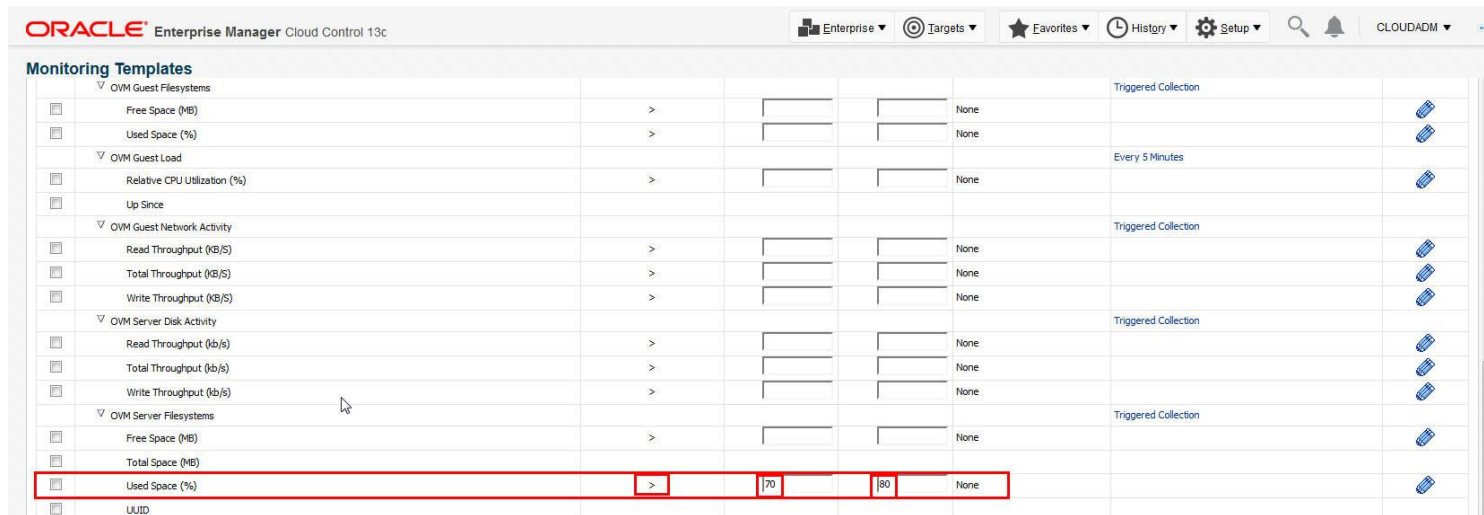 ORACLE Enterprise Manager Cloud Control 13c Enterprise Targets Favorites History Setup CLOUDADM
Monitoring Templates
OVM Guest Filesystems Triggered Collection
Free Space (MB) > None
Used Space (%) > None
OVM Guest Load Every 5 Minutes
Relative CPU Utilization (%) > None
Up Since
OVM Guest Network Activity Triggered Collection
Read Throughput (KB/S) > None
Total Throughput (KB/S) > None
Write Throughput (KB/S) > None
OVM Server Disk Activity Triggered Collection
Read Throughput (kb/s) > None
Total Throughput (kb/s) > None
Write Throughput (kb/s) > None
OVM Server Filesystems Triggered Collection
Free Space (MB) > None
Total Space (MB)
Used Space (%) > 70 80 None
UUID